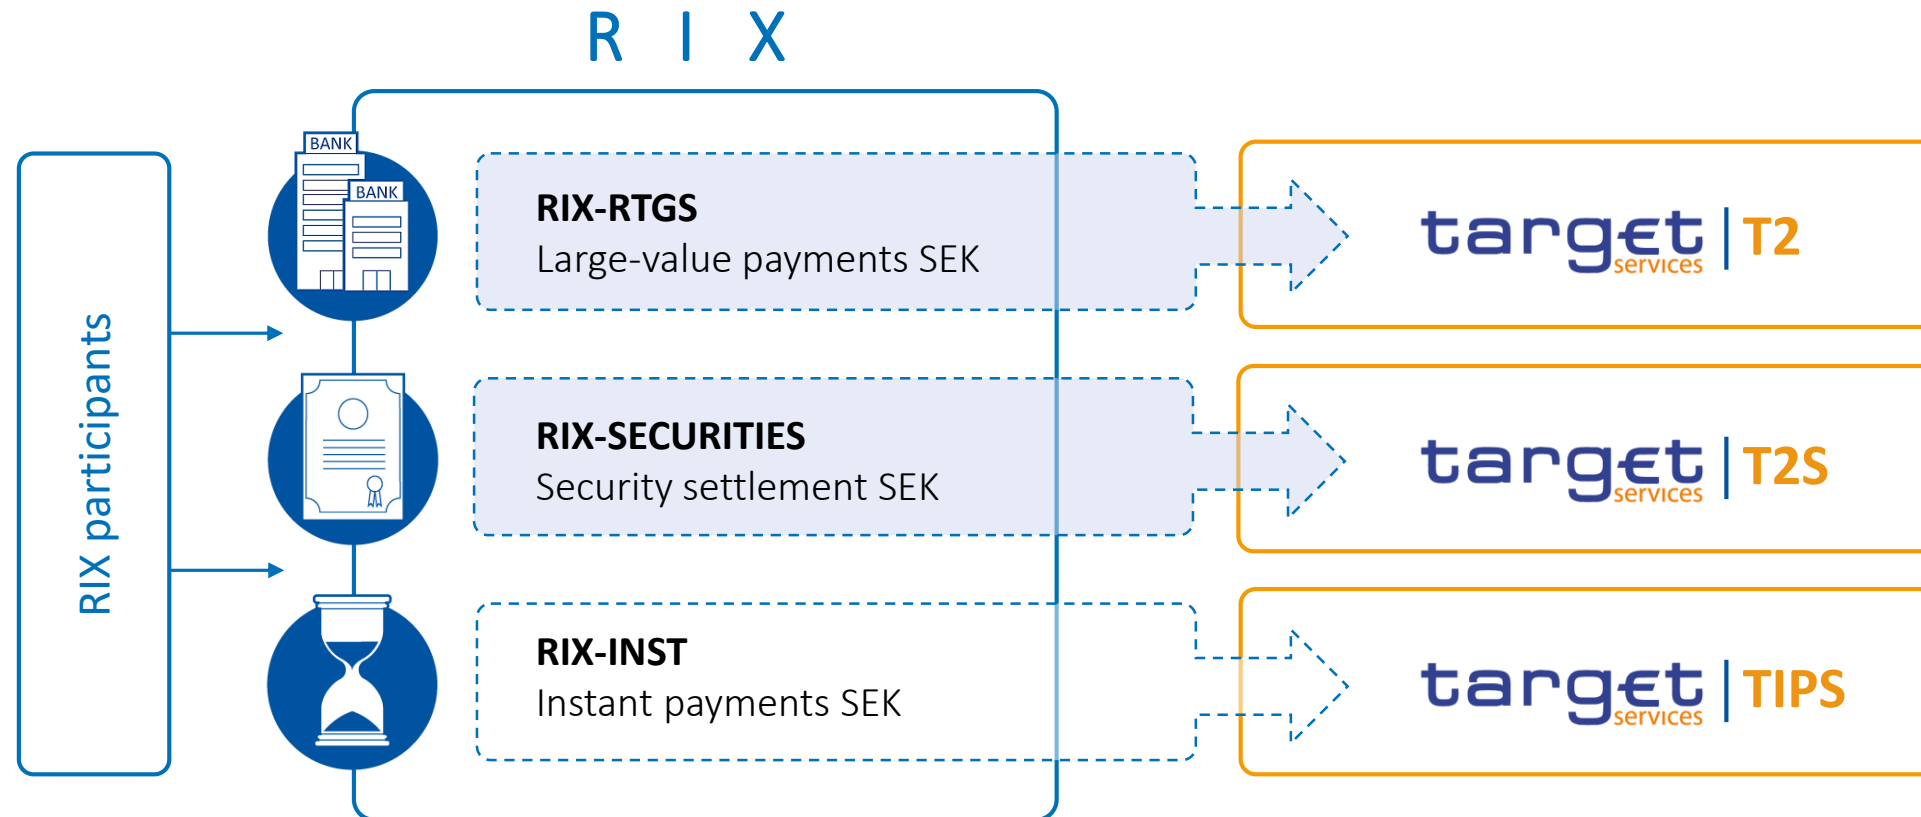 R I X
BANK
BANK
RIX participants
RIX-RTGS
Large-value payments SEK
target services | T2
RIX-SECURITIES
Security settlement SEK
target services | T2S
RIX-INST
Instant payments SEK
target services | TIPS